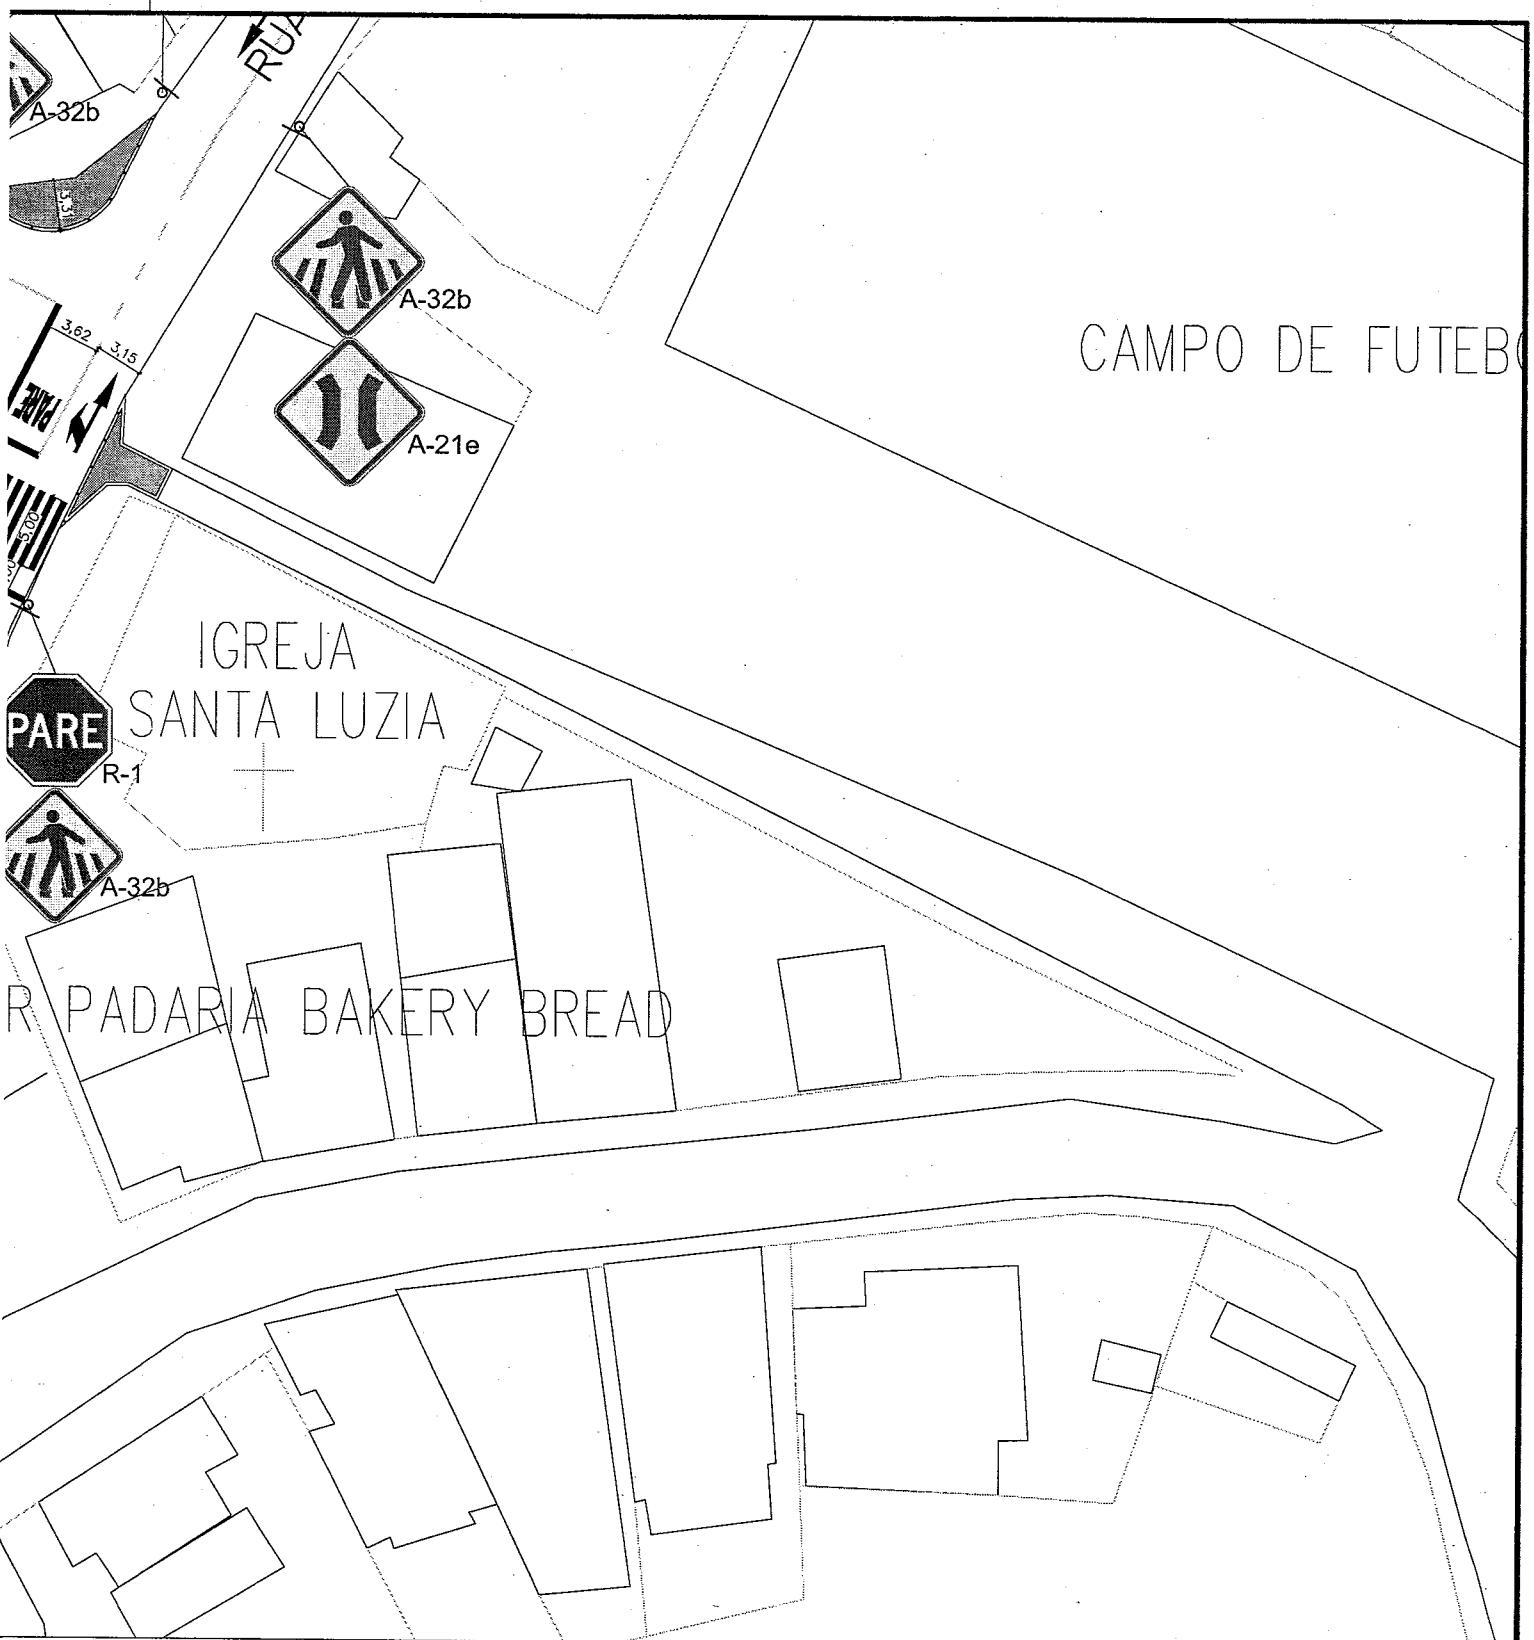 RUA
A-32b
3,31
A-32b
3,62
3,15
CAMPO DE FUTEB
PARE
A-21e
5,00
IGREJA
SANTA LUZIA
PARE
R-1
A-32b
R PADARIA BAKERY BREAD